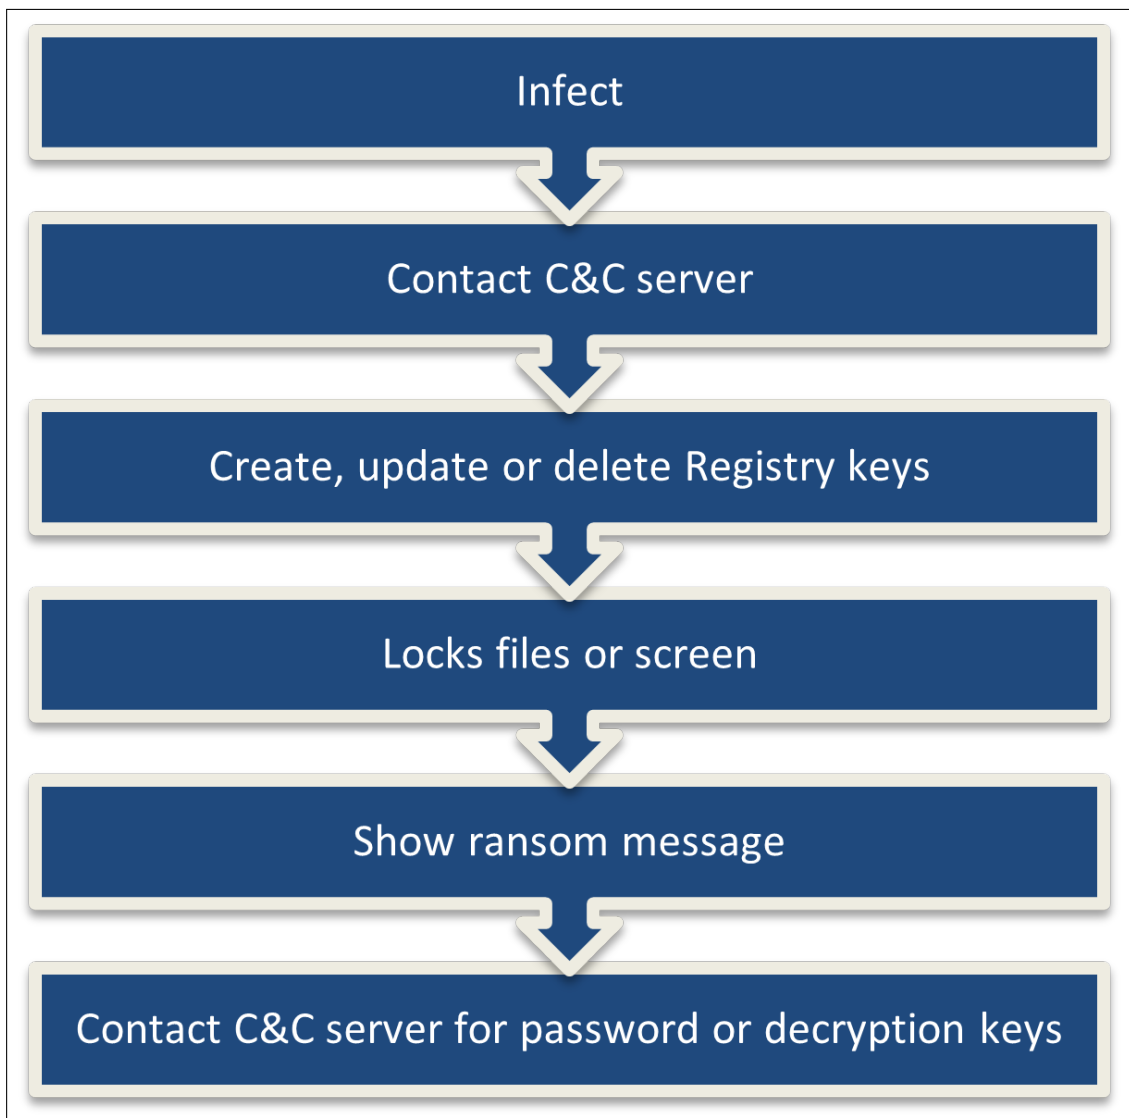 Infect
Contact C&C server
Create, update or delete Registry keys
Locks files or screen
Show ransom message
Contact C&C server for password or decryption keys